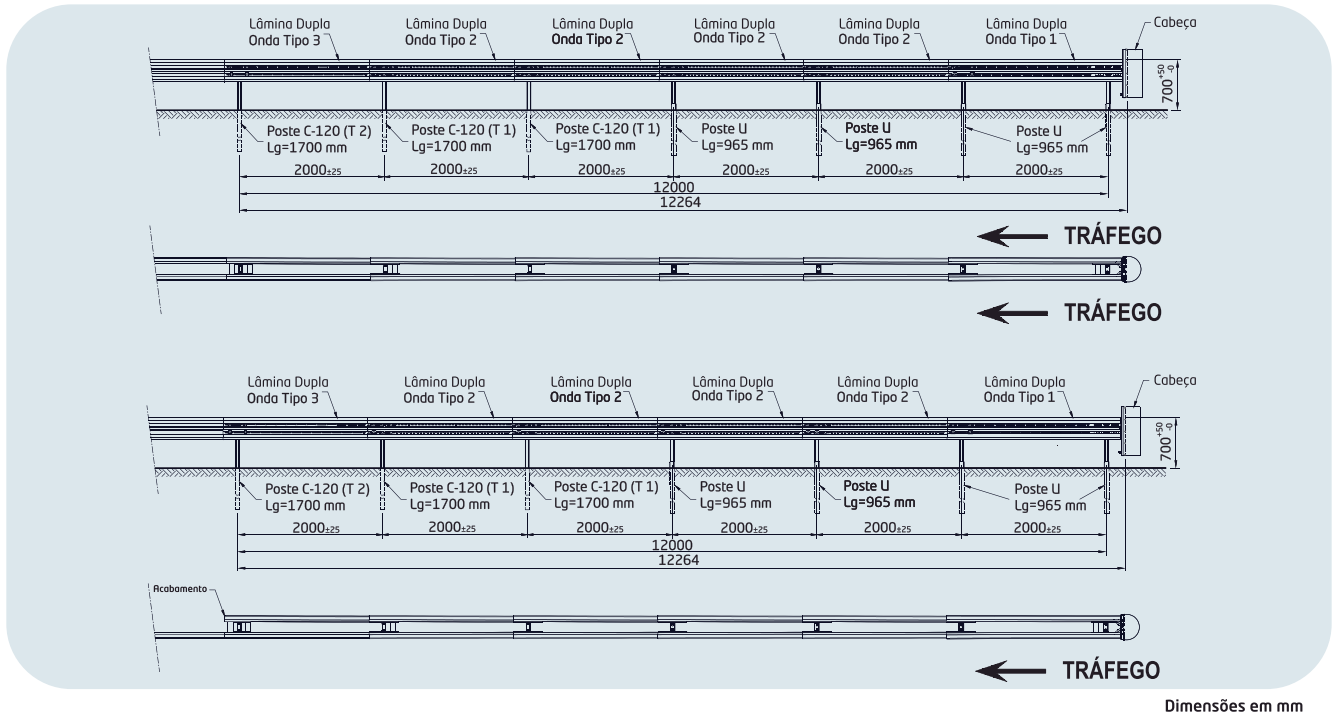 Lâmina Dupla
Onda Tipo 3
Lâmina Dupla
Onda Tipo 2
Lâmina Dupla
Onda Tipo 2
Lâmina Dupla
Onda Tipo 2
Lâmina Dupla
Onda Tipo 2
Lâmina Dupla
Onda Tipo 1
Cabeça
700 +50 -0
Poste C-120 (T 2)
Lg=1700 mm
Poste C-120 (T 1)
Lg=1700 mm
Poste C-120 (T 1)
Lg=1700 mm
Poste U
Lg=965 mm
Poste U
Lg=965 mm
Poste U
Lg=965 mm
2000±25
2000±25
2000±25
2000±25
2000±25
2000±25
12000
12264
TRÁFEGO
TRÁFEGO
Lâmina Dupla
Onda Tipo 3
Lâmina Dupla
Onda Tipo 2
Lâmina Dupla
Onda Tipo 2
Lâmina Dupla
Onda Tipo 2
Lâmina Dupla
Onda Tipo 2
Lâmina Dupla
Onda Tipo 1
Cabeça
700 +50 -0
Poste C-120 (T 2)
Lg=1700 mm
Poste C-120 (T 1)
Lg=1700 mm
Poste C-120 (T 1)
Lg=1700 mm
Poste U
Lg=965 mm
Poste U
Lg=965 mm
Poste U
Lg=965 mm
2000±25
2000±25
2000±25
2000±25
2000±25
2000±25
12000
12264
Acabamento
TRÁFEGO
Dimensões em mm